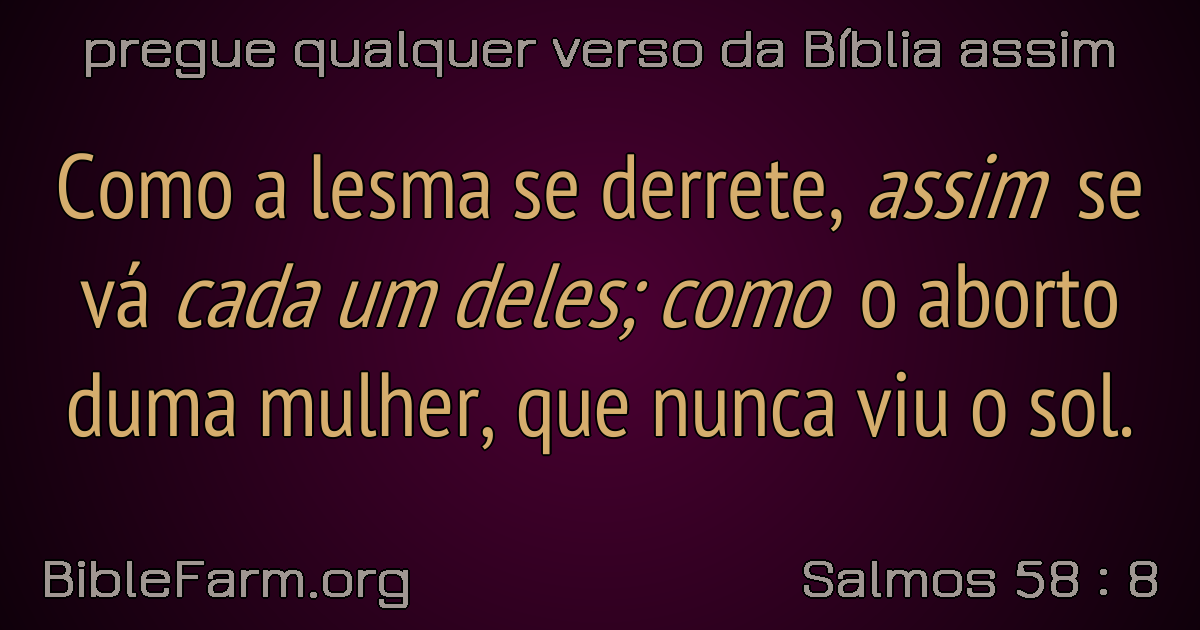 pregue qualquer verso da Bíblia assim
Como a lesma se derrete, assim se
vá cada um deles; como o aborto
duma mulher, que nunca viu o sol.
BibleFarm.org
Salmos 58 : 8